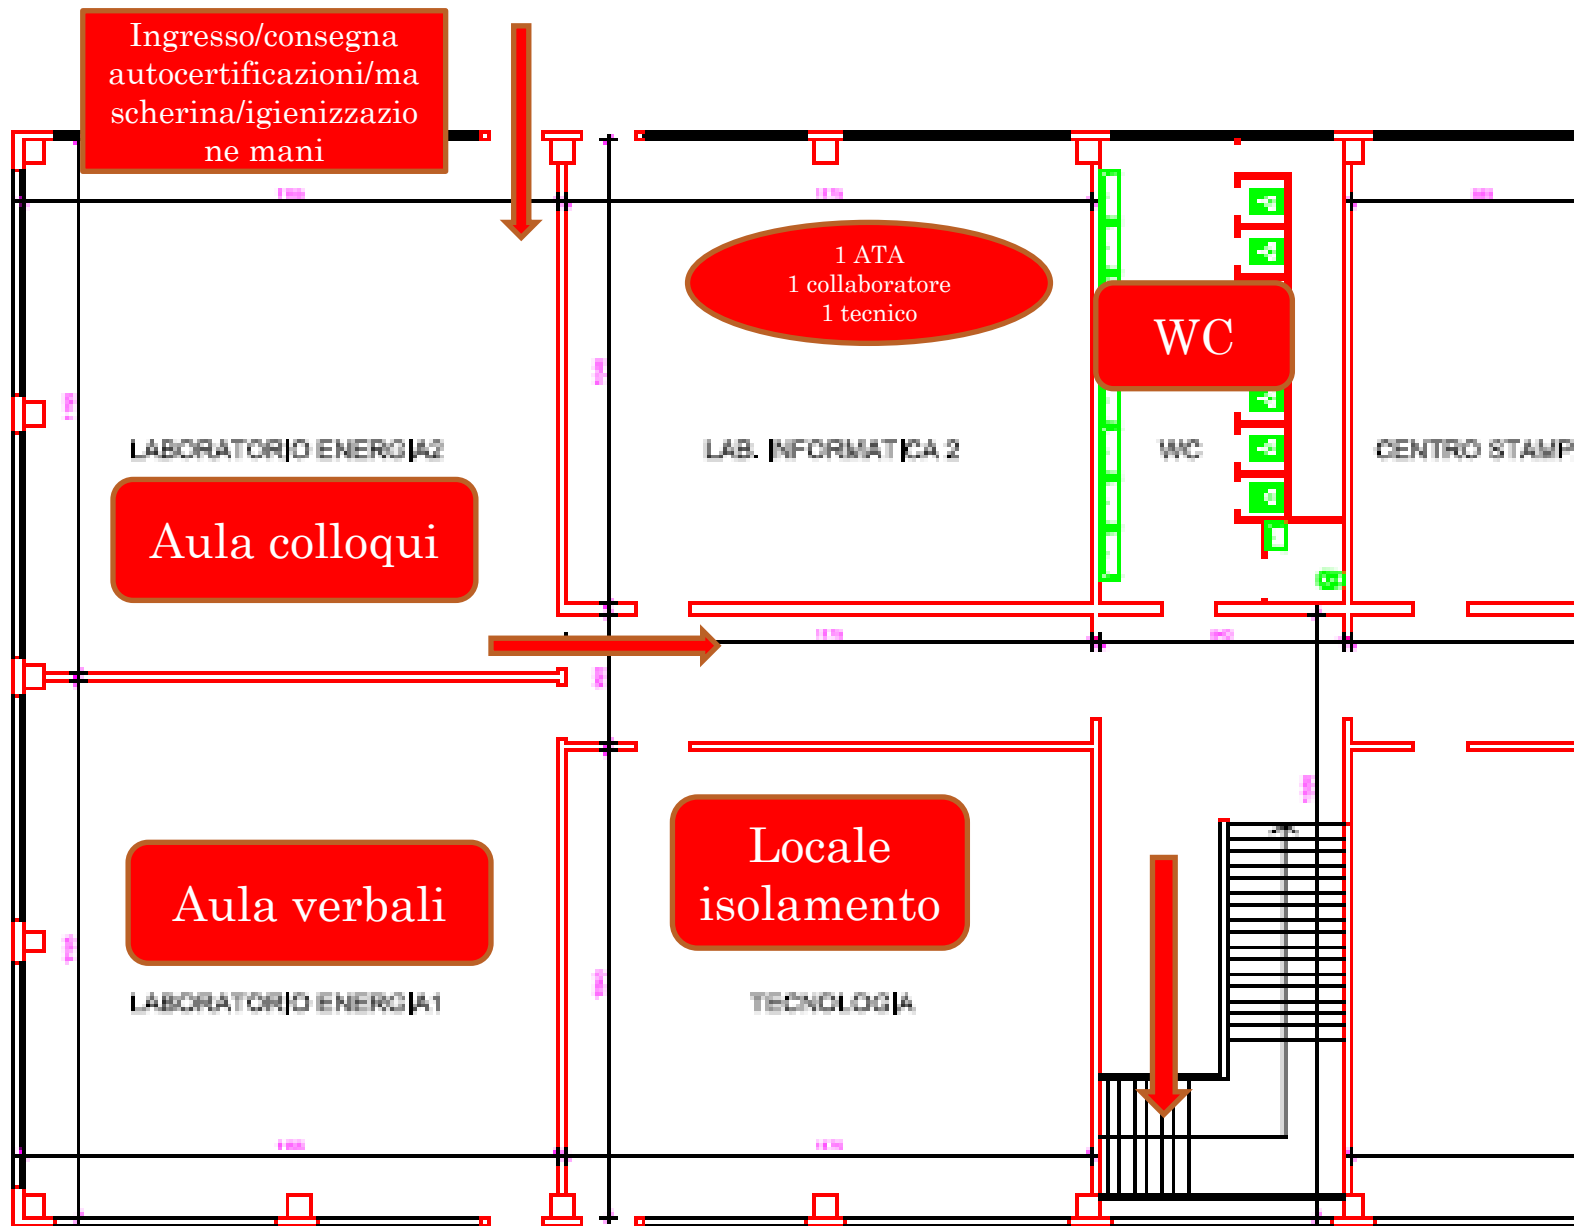 Ingresso/consegna
autocertificazioni/ma
scherina/igienizzazio
ne mani
1 ATA
1 collaboratore
1 tecnico
WC
LABORATORIO ENERGIA2
LAB. INFORMATICA 2
WC
CENTRO STAMP
Aula colloqui
Aula verbali
Locale
isolamento
LABORATORIO ENERGIA1
TECNOLOGIA